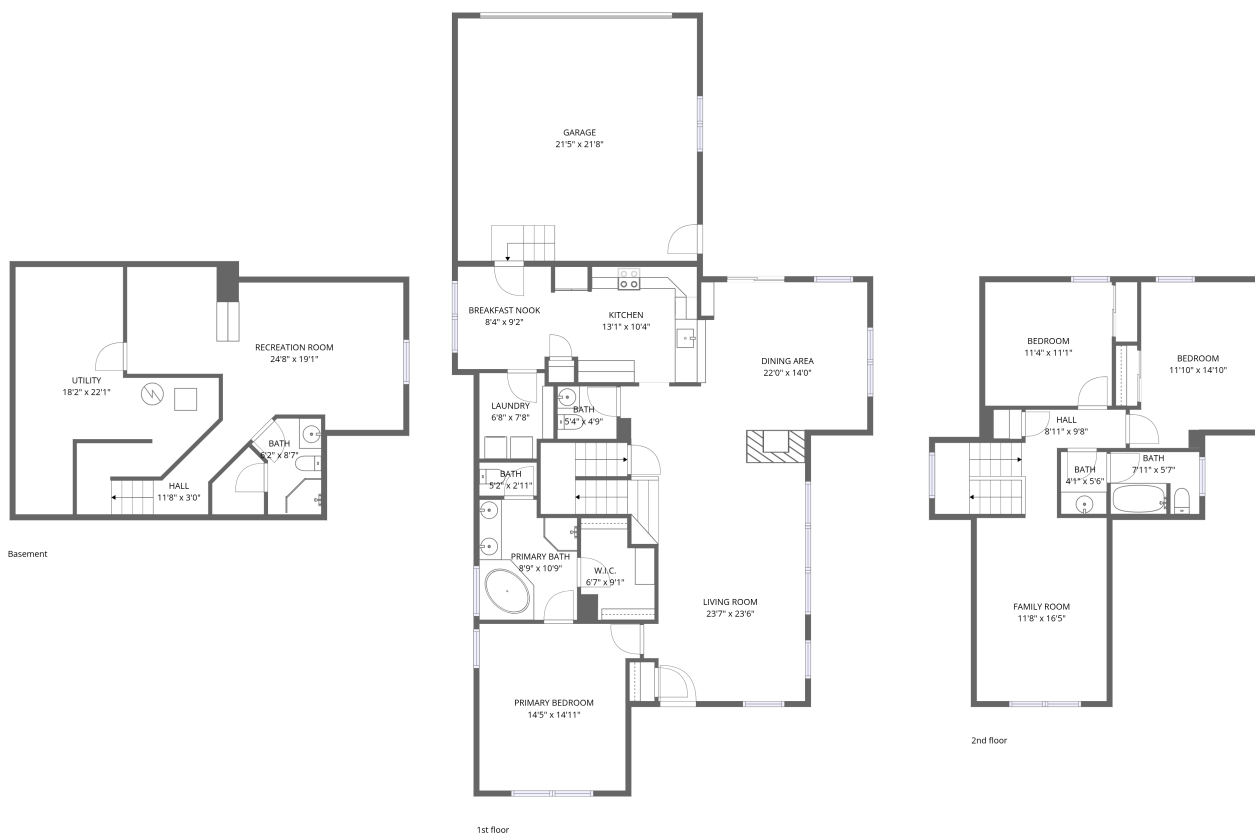 UTILITY
18'2" x 22'1"
RECREATION ROOM
24'8" x 19'1"
BATH
6'2" x 8'7"
HALL
11'8" x 3'0"
Basement
GARAGE
21'5" x 21'8"
BREAKFAST NOOK
8'4" x 9'2"
KITCHEN
13'1" x 10'4"
DINING AREA
22'0" x 14'0"
LAUNDRY
6'8" x 7'8"
BATH
5'4" x 4'9"
BATH
5'2" x 2'11"
PRIMARY BATH
8'9" x 10'9"
W.I.C.
6'7" x 9'1"
LIVING ROOM
23'7" x 23'6"
PRIMARY BEDROOM
14'5" x 14'11"
1st floor
BEDROOM
11'4" x 11'1"
BEDROOM
11'10" x 14'10"
HALL
8'11" x 9'8"
BATH
4'1" x 5'6"
BATH
7'11" x 5'7"
FAMILY ROOM
11'8" x 16'5"
2nd floor